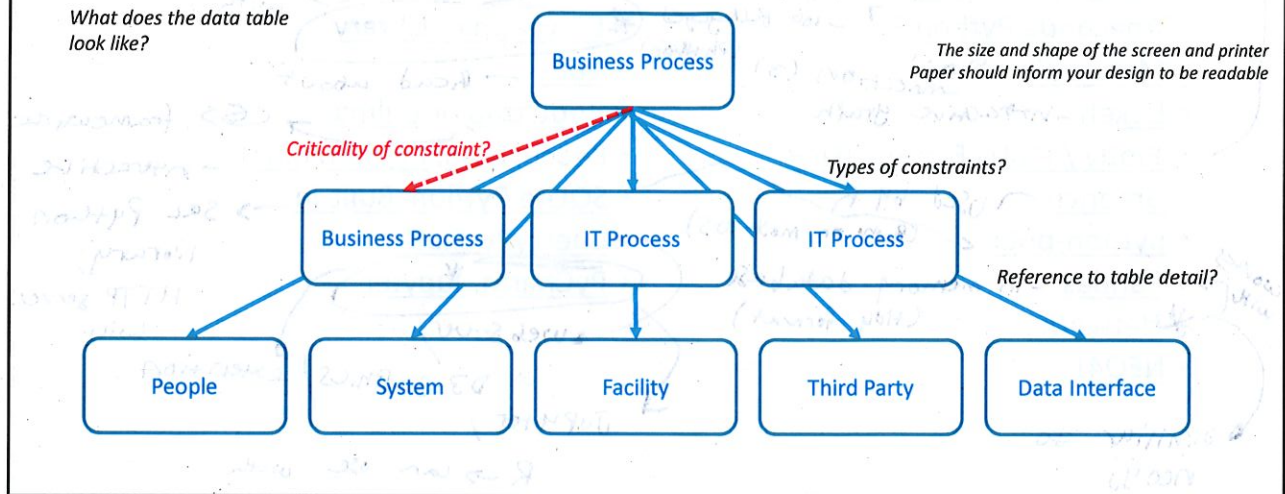 What does the data table
look like?
Business Process
The size and shape of the screen and printer
Paper should inform your design to be readable
Criticality of constraint?
Types of constraints?
Business Process
IT Process
IT Process
Reference to table detail?
People
System
Facility
Third Party
Data Interface